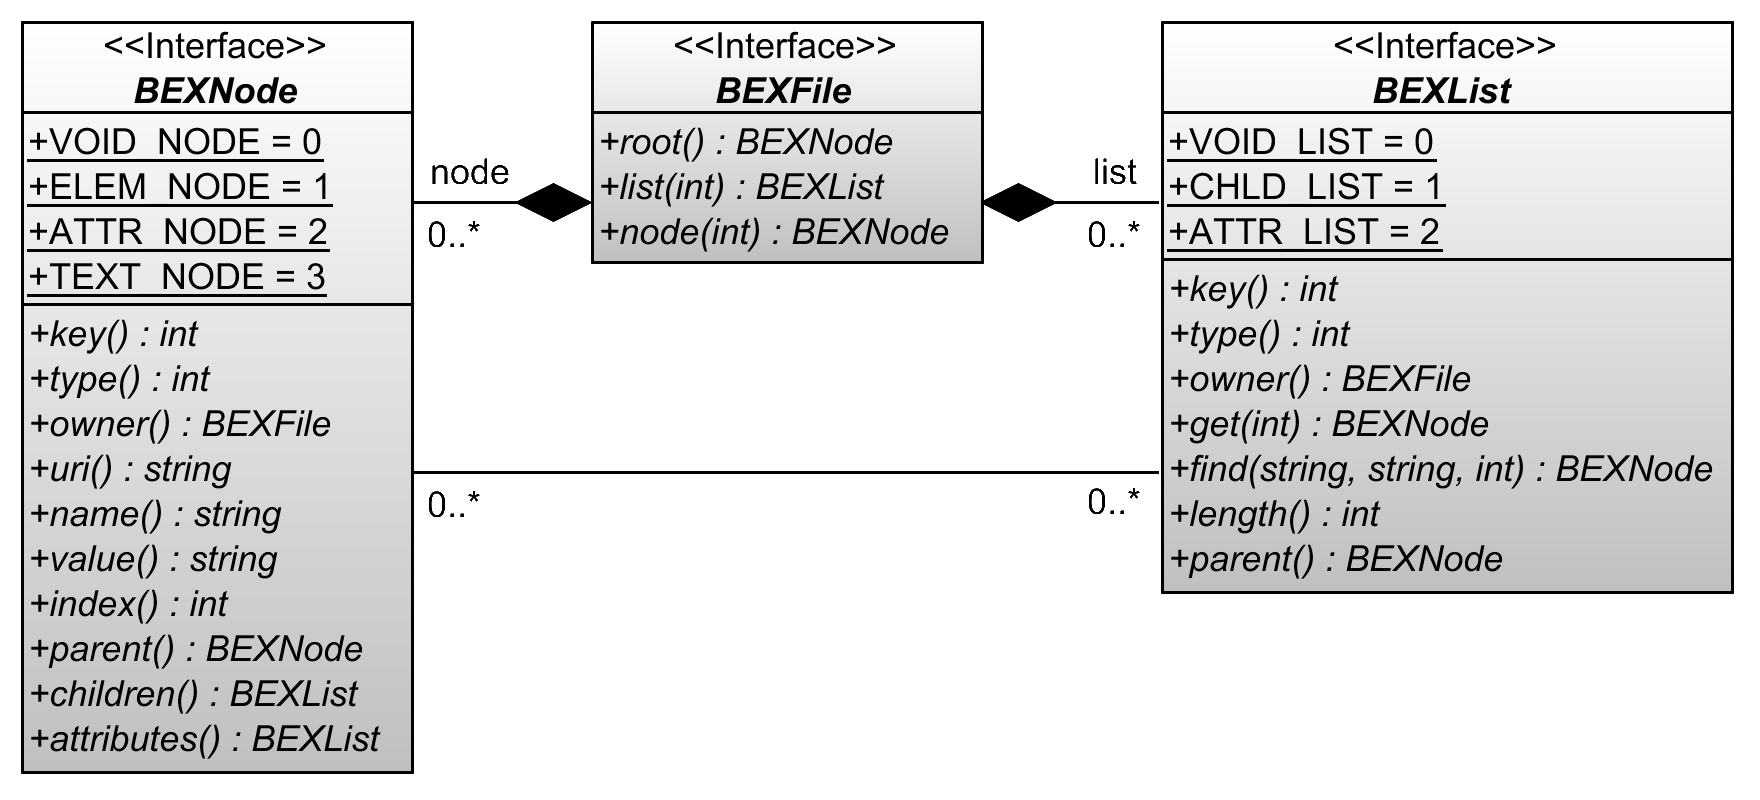 <<Interface>>
BEXNode
+VOID_NODE = 0
+ELEM_NODE = 1
+ATTR_NODE = 2
+TEXT_NODE = 3
+key() : int
+type() : int
+owner() : BEXFile
+uri() : string
+name() : string
+value() : string
+index() : int
+parent() : BEXNode
+children() : BEXList
+attributes() : BEXList
node
0..*
0..*
<<Interface>>
BEXFile
+root() : BEXNode
+list(int) : BEXList
+node(int) : BEXNode
list
0..*
0..*
<<Interface>>
BEXList
+VOID_LIST = 0
+CHLD_LIST = 1
+ATTR_LIST = 2
+key() : int
+type() : int
+owner() : BEXFile
+get(int) : BEXNode
+find(string, string, int) : BEXNode
+length() : int
+parent() : BEXNode